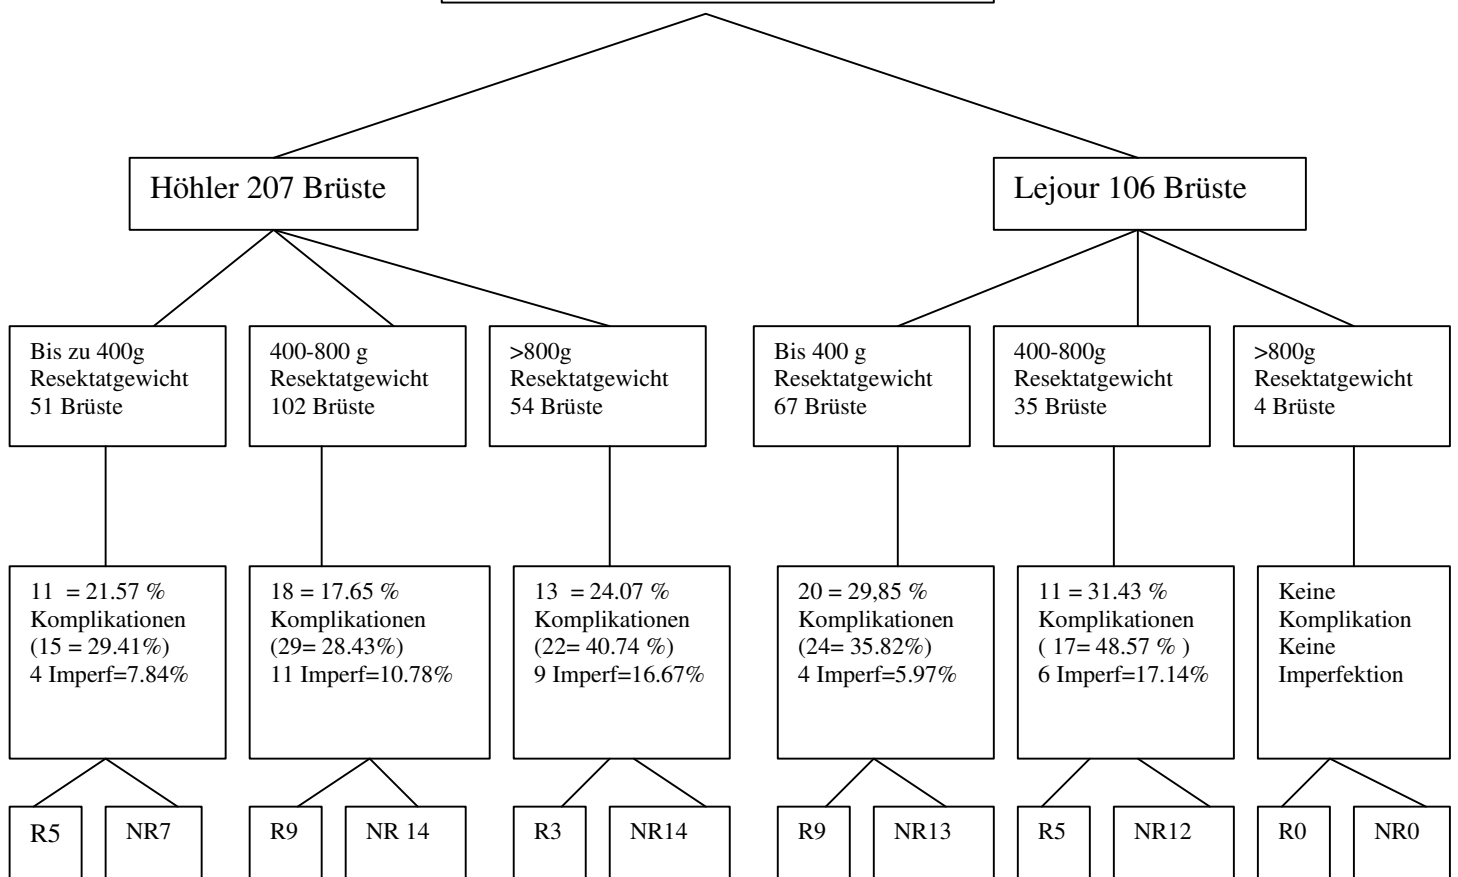 Höhler 207 Brüste
Lejour 106 Brüste
Bis zu 400g
Resektatgewicht
51 Brüste
400-800 g
Resektatgewicht
102 Brüste
>800g
Resektatgewicht
54 Brüste
Bis 400 g
Resektatgewicht
67 Brüste
400-800g
Resektatgewicht
35 Brüste
>800g
Resektatgewicht
4 Brüste
11 = 21.57 %
Komplikationen
(15 = 29.41%)
4 Imperf=7.84%
18 = 17.65 %
Komplikationen
(29= 28.43%)
11 Imperf=10.78%
13 = 24.07 %
Komplikationen
(22= 40.74 %)
9 Imperf=16.67%
20 = 29,85 %
Komplikationen
(24= 35.82%)
4 Imperf=5.97%
11 = 31.43 %
Komplikationen
( 17= 48.57 % )
6 Imperf=17.14%
Keine
Komplikation
Keine
Imperfektion
R5
NR7
R9
NR 14
R3
NR14
R9
NR13
R5
NR12
R0
NR0